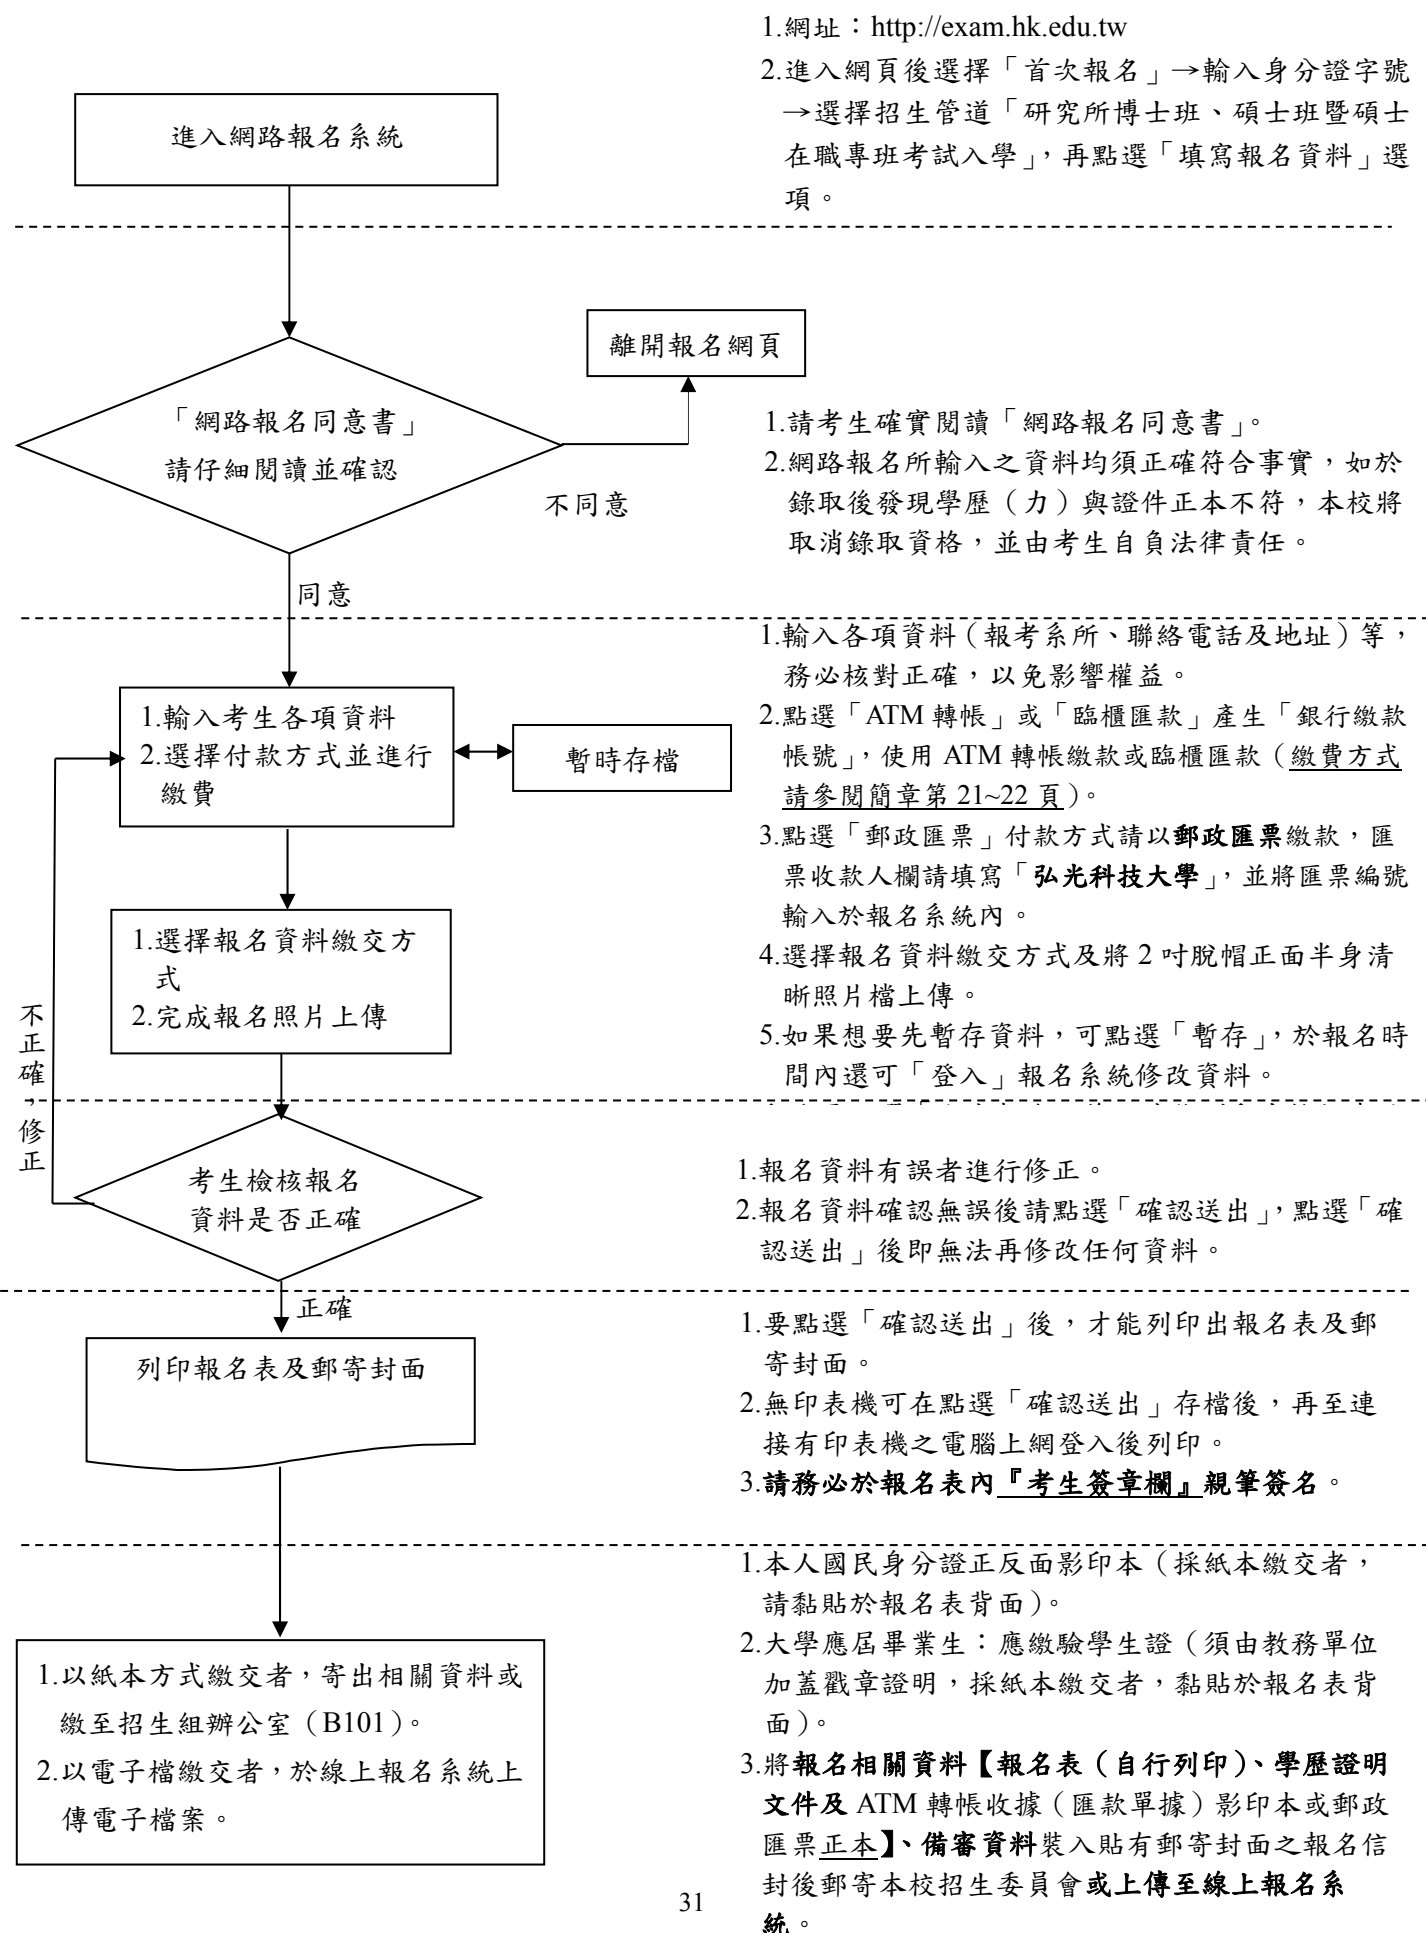 1.網址：http://exam.hk.edu.tw
2.進入網頁後選擇「首次報名」→輸入身分證字號
→選擇招生管道「研究所博士班、碩士班暨碩士
在職專班考試入學」，再點選「填寫報名資料」選
項。
進入網路報名系統
離開報名網頁
「網路報名同意書」
請仔細閱讀並確認
不同意
同意
1.請考生確實閱讀「網路報名同意書」。
2.網路報名所輸入之資料均須正確符合事實，如於
錄取後發現學歷（力）與證件正本不符，本校將
取消錄取資格，並由考生自負法律責任。
1.輸入考生各項資料
2.選擇付款方式並進行
繳費
暫時存檔
1.選擇報名資料繳交方
式
2.完成報名照片上傳
不正確，修正
1.輸入各項資料（報考系所、聯絡電話及地址）等，
務必核對正確，以免影響權益。
2.點選「ATM 轉帳」或「臨櫃匯款」產生「銀行繳款
帳號」，使用 ATM 轉帳繳款或臨櫃匯款（繳費方式
請參閱簡章第 21~22 頁）。
3.點選「郵政匯票」付款方式請以郵政匯票繳款，匯
票收款人欄請填寫「弘光科技大學」，並將匯票編號
輸入於報名系統內。
4.選擇報名資料繳交方式及將 2 吋脫帽正面半身清
晰照片檔上傳。
5.如果想要先暫存資料，可點選「暫存」，於報名時
間內還可「登入」報名系統修改資料。
考生檢核報名
資料是否正確
正確
1.報名資料有誤者進行修正。
2.報名資料確認無誤後請點選「確認送出」，點選「確
認送出」後即無法再修改任何資料。
列印報名表及郵寄封面
1.要點選「確認送出」後，才能列印出報名表及郵
寄封面。
2.無印表機可在點選「確認送出」存檔後，再至連
接有印表機之電腦上網登入後列印。
3.請務必於報名表內『考生簽章欄』親筆簽名。
1.以紙本方式繳交者，寄出相關資料或
繳至招生組辦公室（B101）。
2.以電子檔繳交者，於線上報名系統上
傳電子檔案。
1.本人國民身分證正反面影印本（採紙本繳交者，
請黏貼於報名表背面）。
2.大學應屆畢業生：應繳驗學生證（須由教務單位
加蓋戳章證明，採紙本繳交者，黏貼於報名表背
面）。
3.將報名相關資料【報名表（自行列印）、學歷證明
文件及 ATM 轉帳收據（匯款單據）影印本或郵政
匯票正本】、備審資料裝入貼有郵寄封面之報名信
封後郵寄本校招生委員會或上傳至線上報名系
統。
31